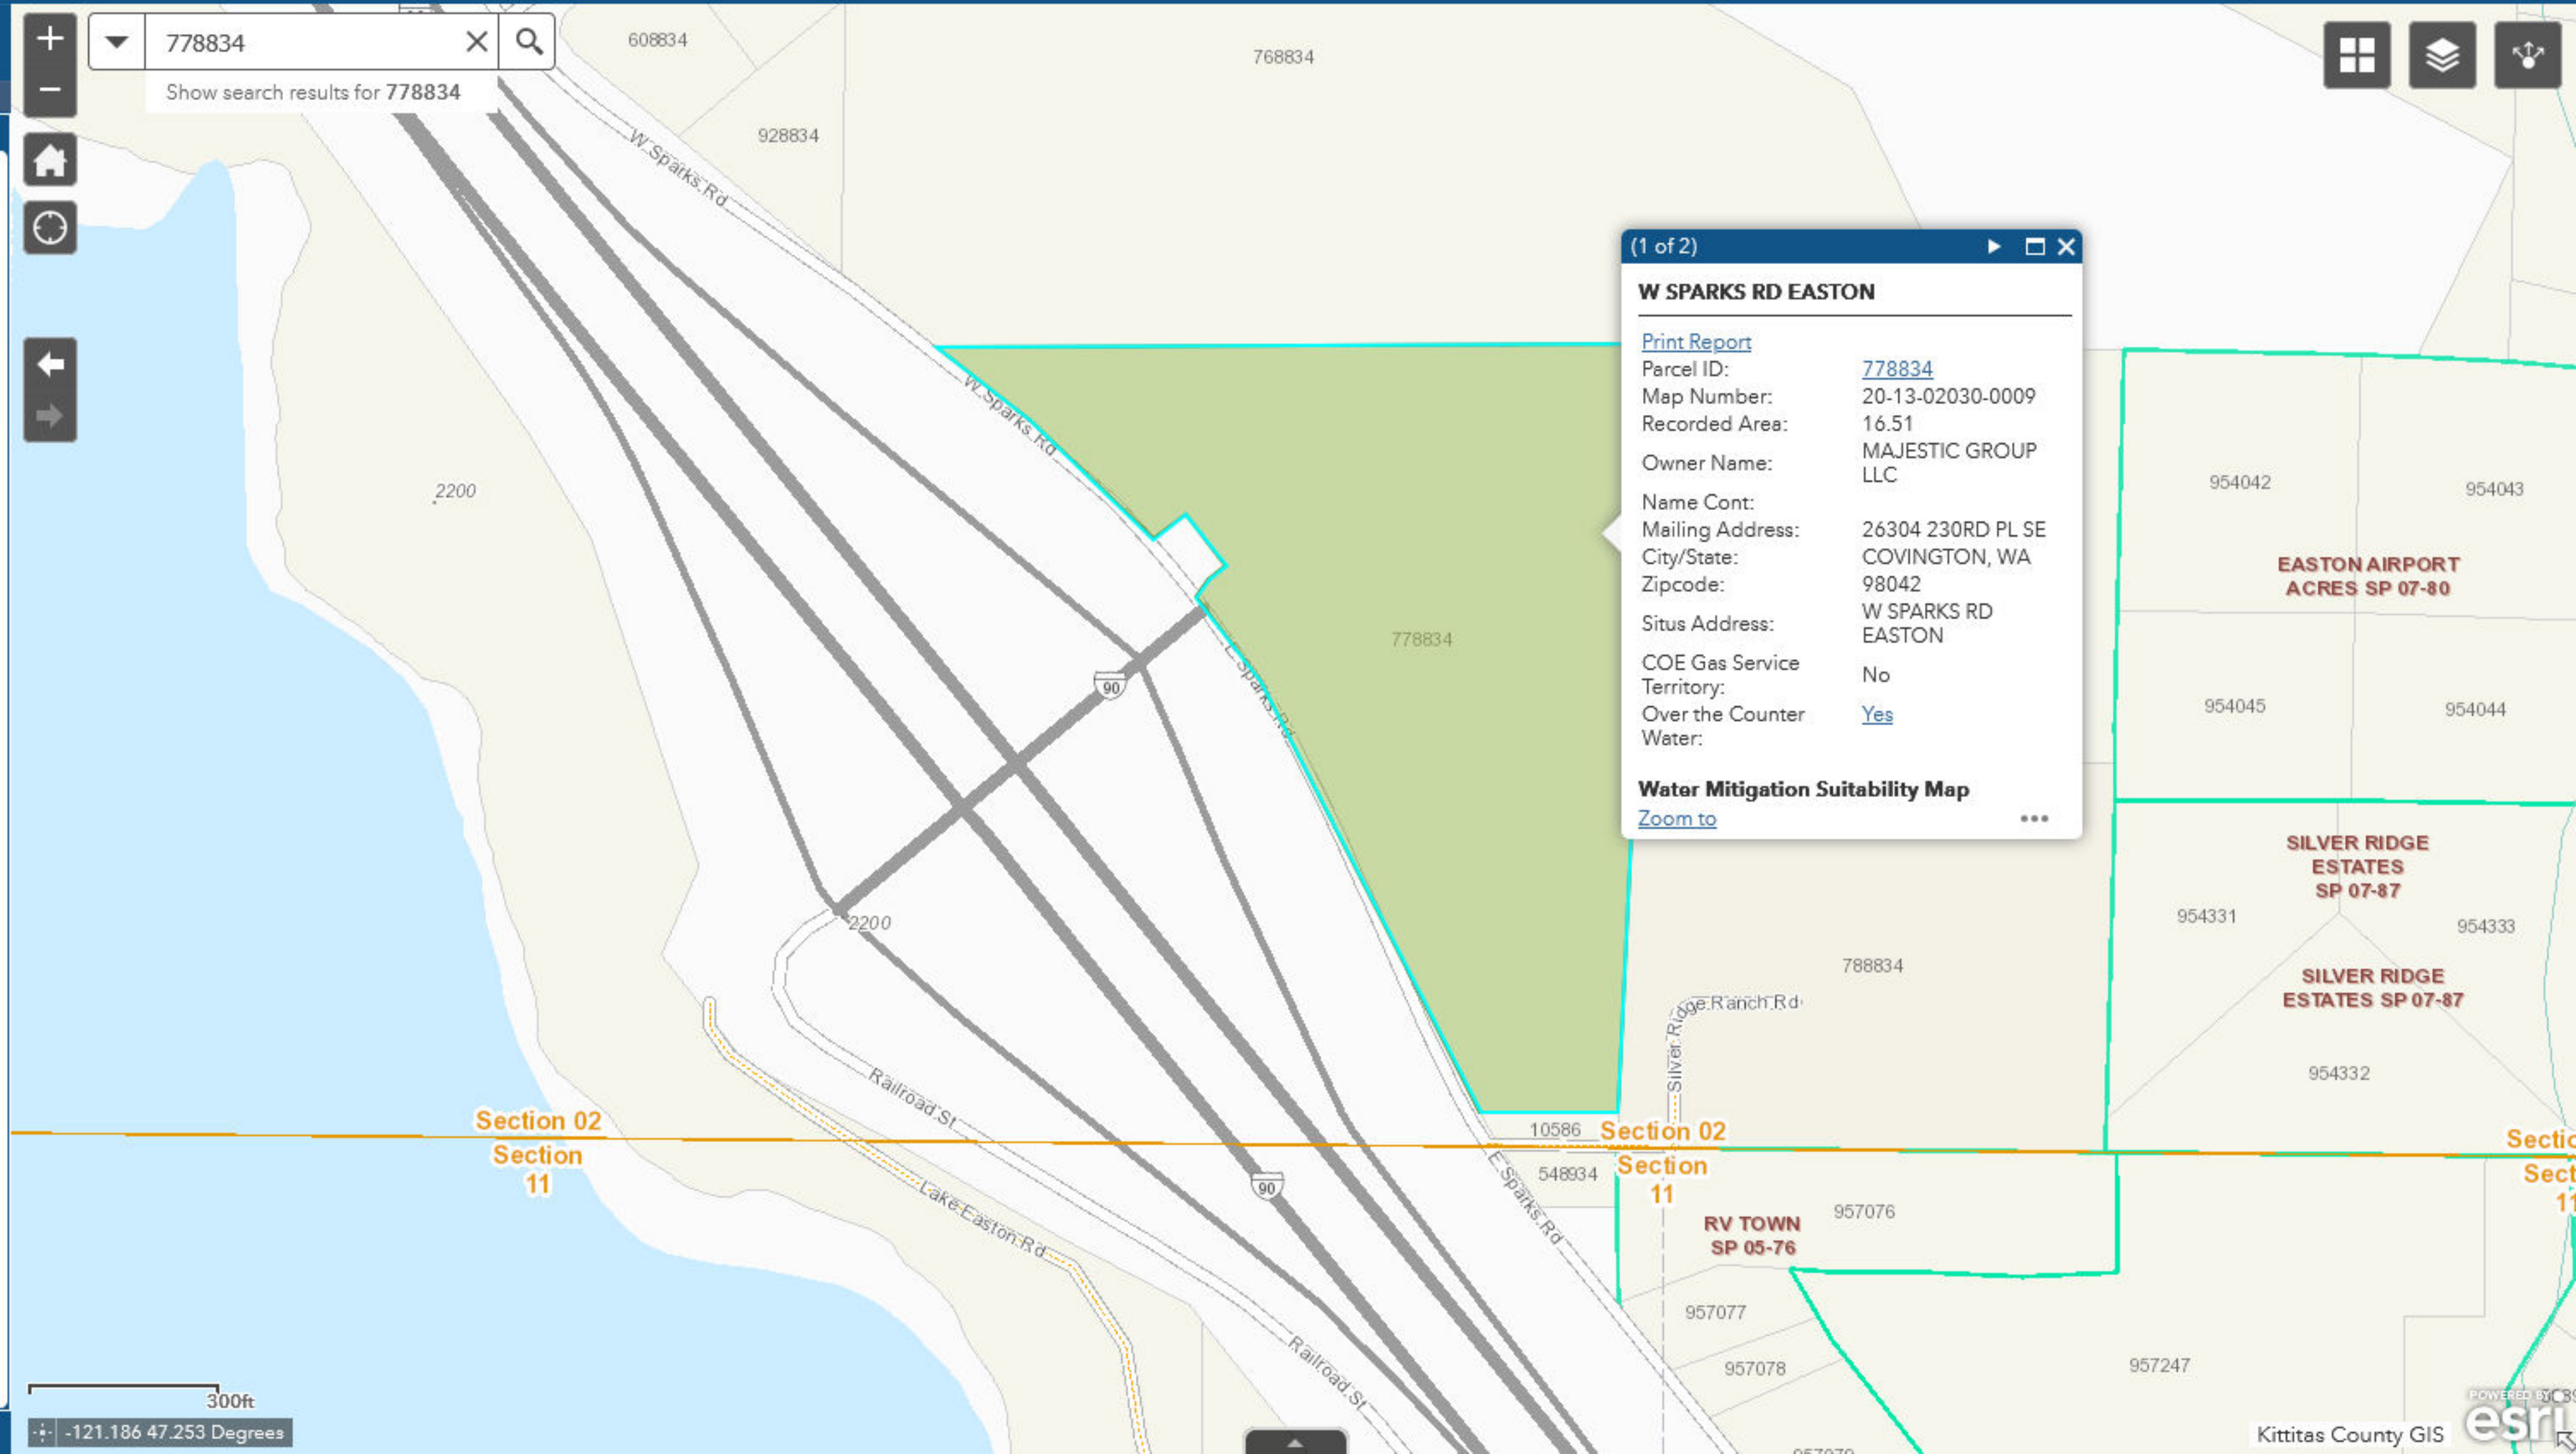 778834
Show search results for 778834
608834
768834
928834
W Sparks Rd
(1 of 2)
W SPARKS RD EASTON
Print Report
Parcel ID: 778834
Map Number: 20-13-02030-0009
Recorded Area: 16.51
Owner Name: MAJESTIC GROUP
LLC
Name Cont:
Mailing Address: 26304 230RD PL SE
City/State: COVINGTON, WA
Zipcode: 98042
Situs Address: W SPARKS RD
EASTON
COE Gas Service
Territory: No
Over the Counter
Water: Yes
Water Mitigation Suitability Map
Zoom to
W Sparks Rd
2200
954042
954043
EASTON AIRPORT
ACRES SP 07-80
778834
E Sparks Rd
90
954045
954044
SILVER RIDGE
ESTATES
SP 07-87
954331
954333
2200
788834
SILVER RIDGE
ESTATES SP 07-87
Silver Ridge Ranch Rd
954332
Railroad St
Section 02
Section
11
10586
Section 02
Section
11
548934
E Sparks Rd
90
Lake Easton Rd
RV TOWN
SP 05-76
957076
957077
957078
957247
Railroad St
300ft
-121.186 47.253 Degrees
Kittitas County GIS
POWERED BY
esri